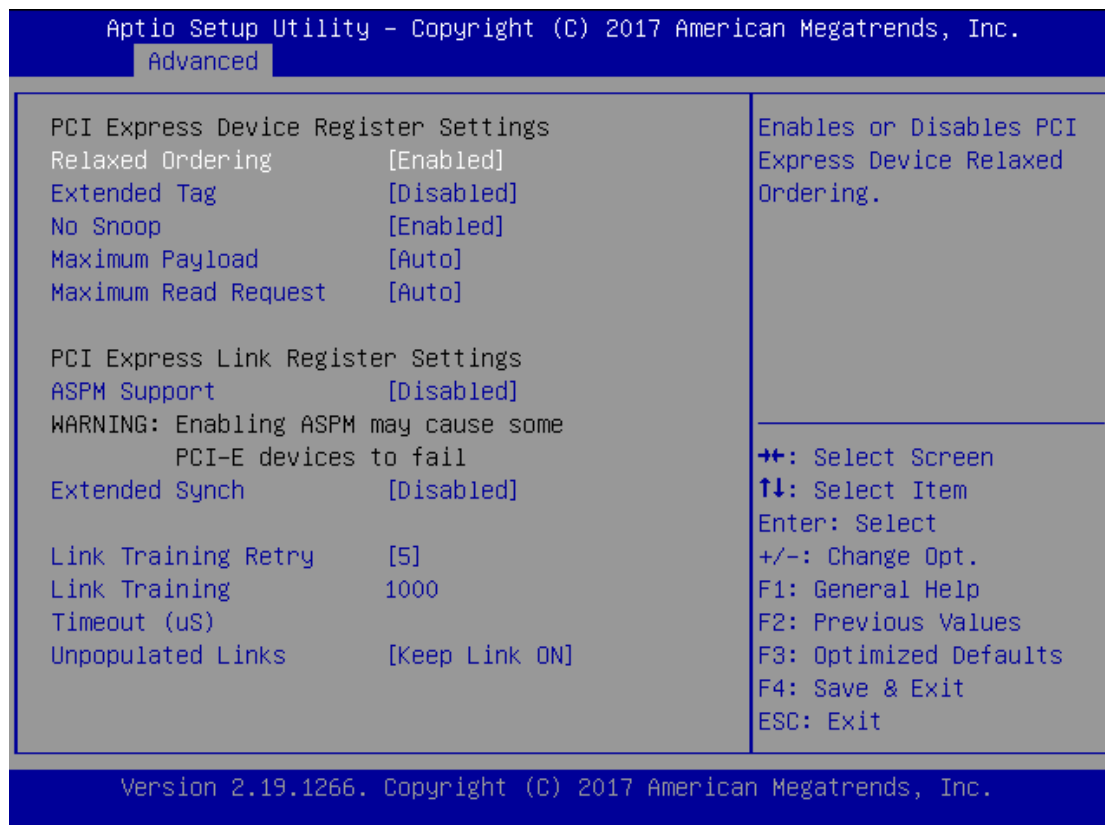 Aptio Setup Utility – Copyright (C) 2017 American Megatrends, Inc.
Advanced
PCI Express Device Register Settings
Relaxed Ordering [Enabled]
Extended Tag [Disabled]
No Snoop [Enabled]
Maximum Payload [Auto]
Maximum Read Request [Auto]
PCI Express Link Register Settings
ASPM Support [Disabled]
WARNING: Enabling ASPM may cause some
PCI-E devices to fail
Extended Synch [Disabled]
Link Training Retry [5]
Link Training 1000
Timeout (uS)
Unpopulated Links [Keep Link ON]
Enables or Disables PCI
Express Device Relaxed
Ordering.
→←: Select Screen
↑↓: Select Item
Enter: Select
+/-: Change Opt.
F1: General Help
F2: Previous Values
F3: Optimized Defaults
F4: Save & Exit
ESC: Exit
Version 2.19.1266. Copyright (C) 2017 American Megatrends, Inc.